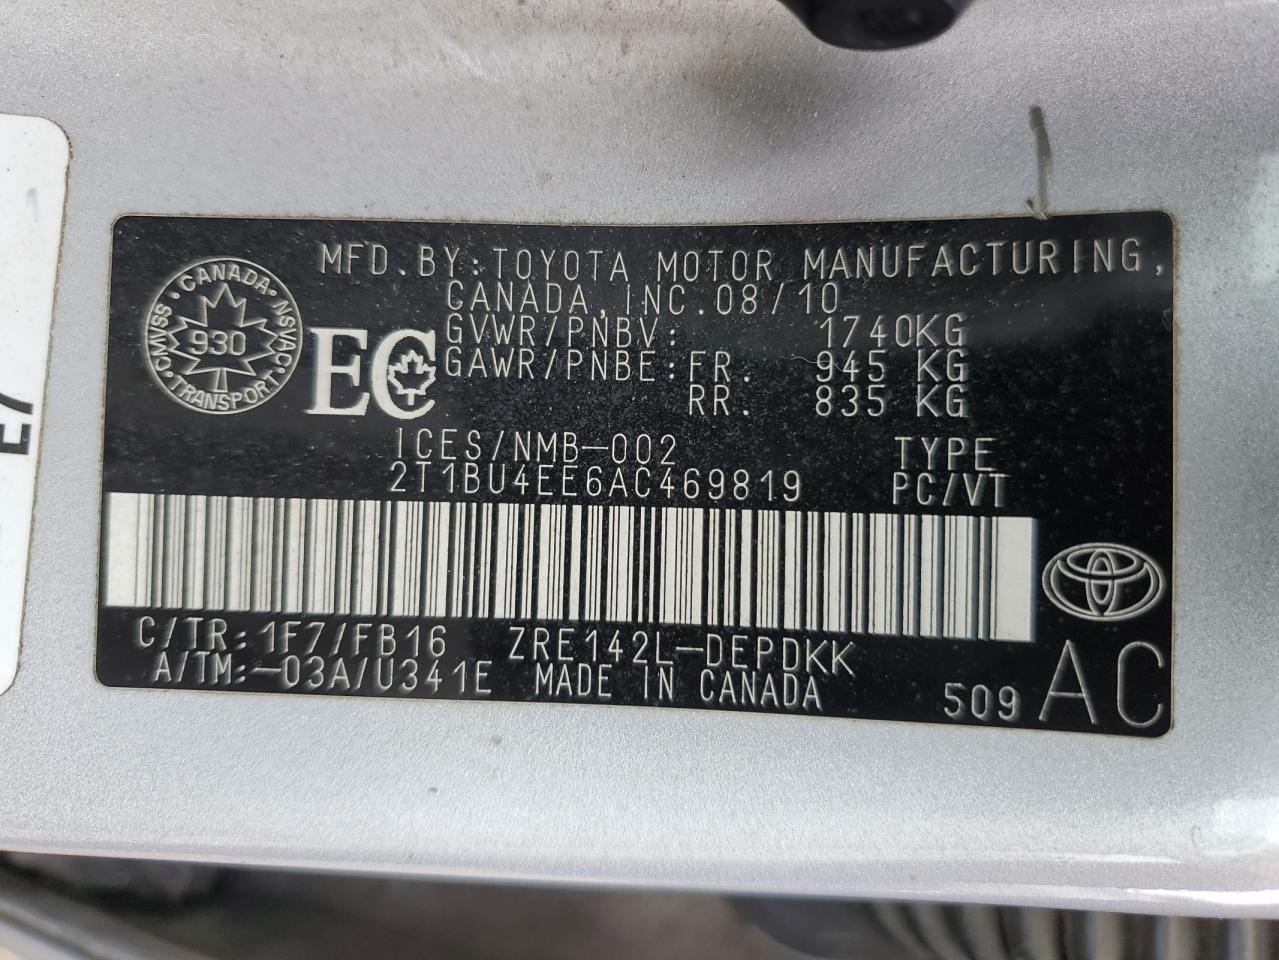 MFD.BY:TOYOTA MOTOR MANUFACTURING,
CANADA,INC.08/10
GVWR/PNBV: 1740KG
GAWR/PNBE:FR. 945 KG
RR. 835 KG
CANADA
NSVAC
TRANSPORT
CMVSS
930
EC
ICES/NMB-002 TYPE
2T1BU4EE6AC469819 PC/VT
C/TR:1F7/FB16 ZRE142L-DEPDKK
A/TM:-03A/U341E MADE IN CANADA
509 AC